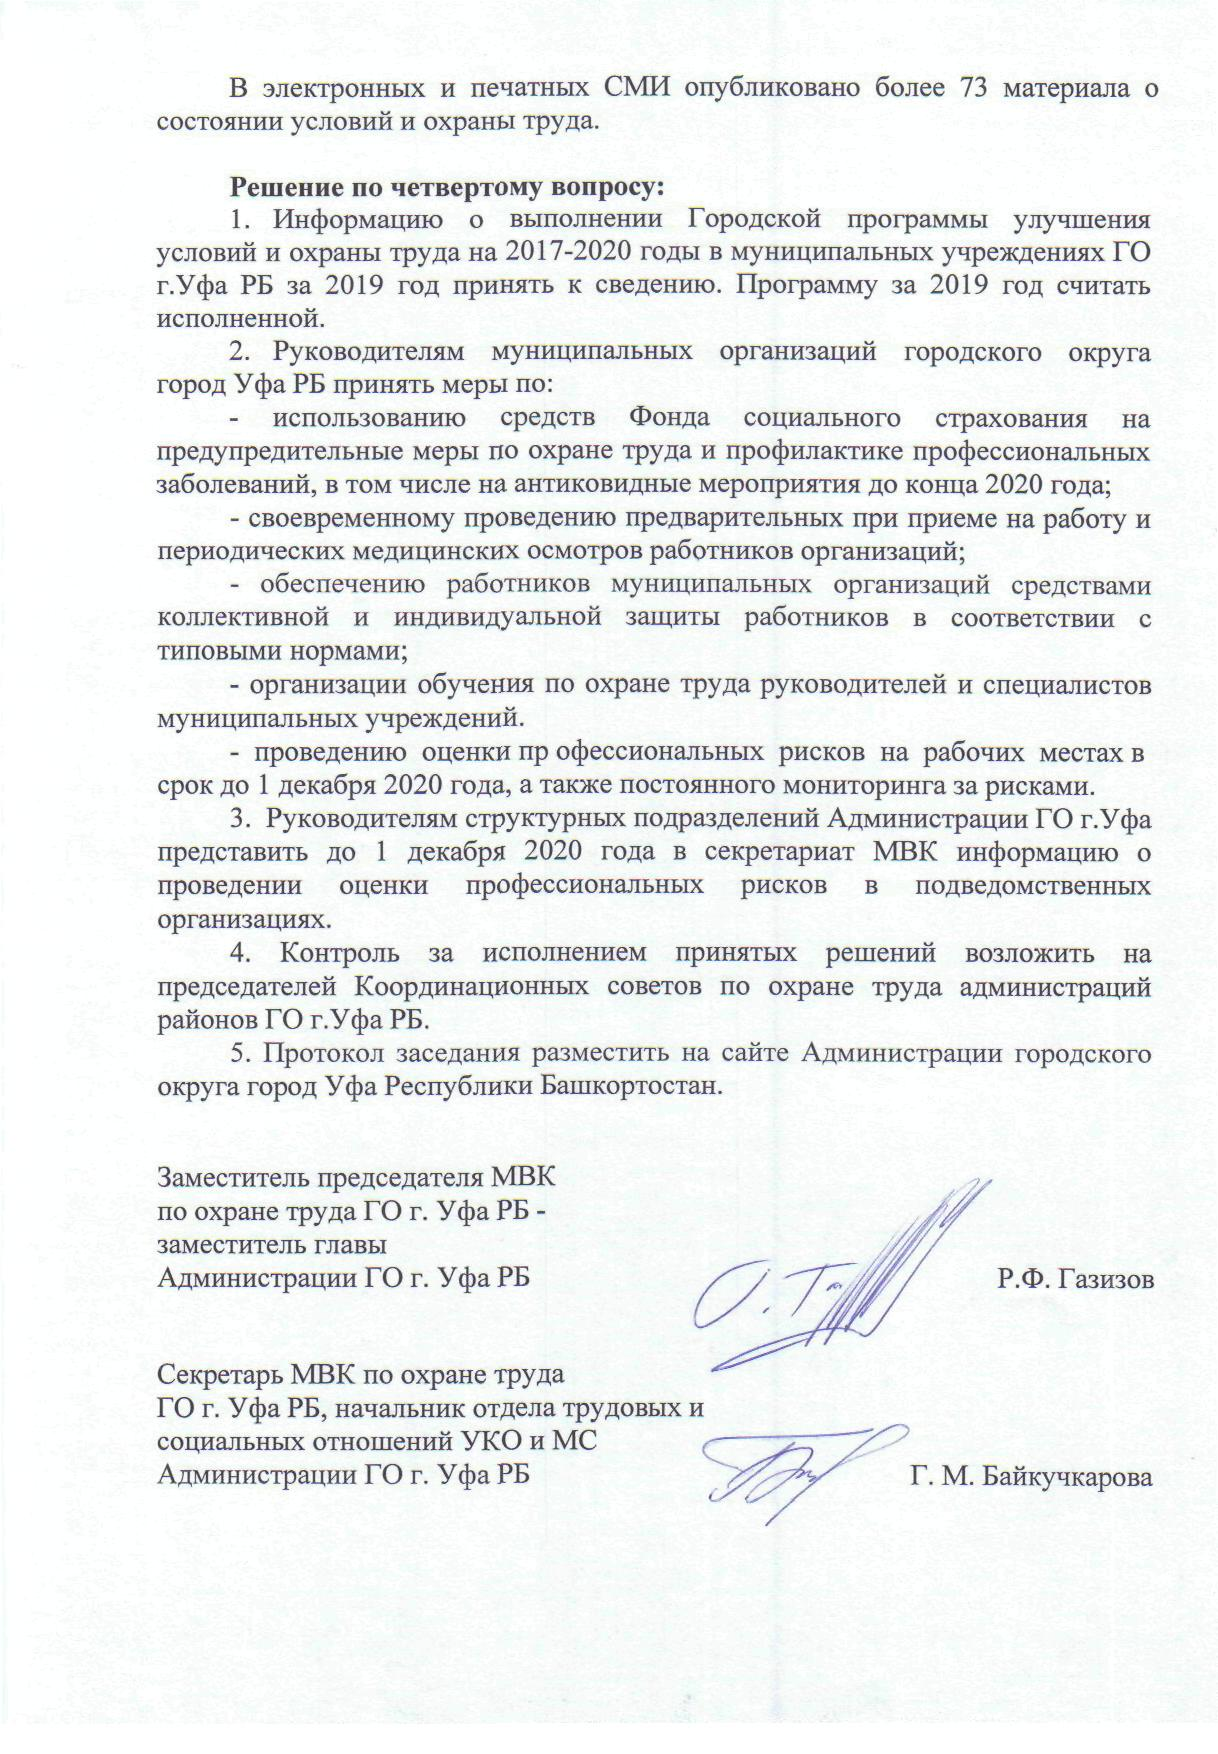 В электронных и печатных СМИ опубликовано более 73 материала о
состоянии условий и охраны труда.
Решение по четвертому вопросу:
1. Информацию о выполнении Городской программы улучшения
условий и охраны труда на 2017-2020 годы в муниципальных учреждениях ГО
г.Уфа РБ за 2019 год принять к сведению. Программу за 2019 год считать
исполненной.
2. Руководителям муниципальных организаций городского округа
город Уфа РБ принять меры по:
- использованию средств Фонда социального страхования на
предупредительные меры по охране труда и профилактике профессиональных
заболеваний, в том числе на антиковидные мероприятия до конца 2020 года;
- своевременному проведению предварительных при приеме на работу и
периодических медицинских осмотров работников организаций;
- обеспечению работников муниципальных организаций средствами
коллективной и индивидуальной защиты работников в соответствии с
типовыми нормами;
- организации обучения по охране труда руководителей и специалистов
муниципальных учреждений.
- проведению оценки пр офессиональных рисков на рабочих местах в
срок до 1 декабря 2020 года, а также постоянного мониторинга за рисками.
3. Руководителям структурных подразделений Администрации ГО г.Уфа
представить до 1 декабря 2020 года в секретариат МВК информацию о
проведении оценки профессиональных рисков в подведомственных
организациях.
4. Контроль за исполнением принятых решений возложить на
председателей Координационных советов по охране труда администраций
районов ГО г.Уфа РБ.
5. Протокол заседания разместить на сайте Администрации городского
округа город Уфа Республики Башкортостан.
Заместитель председателя МВК
по охране труда ГО г. Уфа РБ -
заместитель главы
Администрации ГО г. Уфа РБ Р.Ф. Газизов
Секретарь МВК по охране труда
ГО г. Уфа РБ, начальник отдела трудовых и
социальных отношений УКО и МС
Администрации ГО г. Уфа РБ Г. М. Байкучкарова